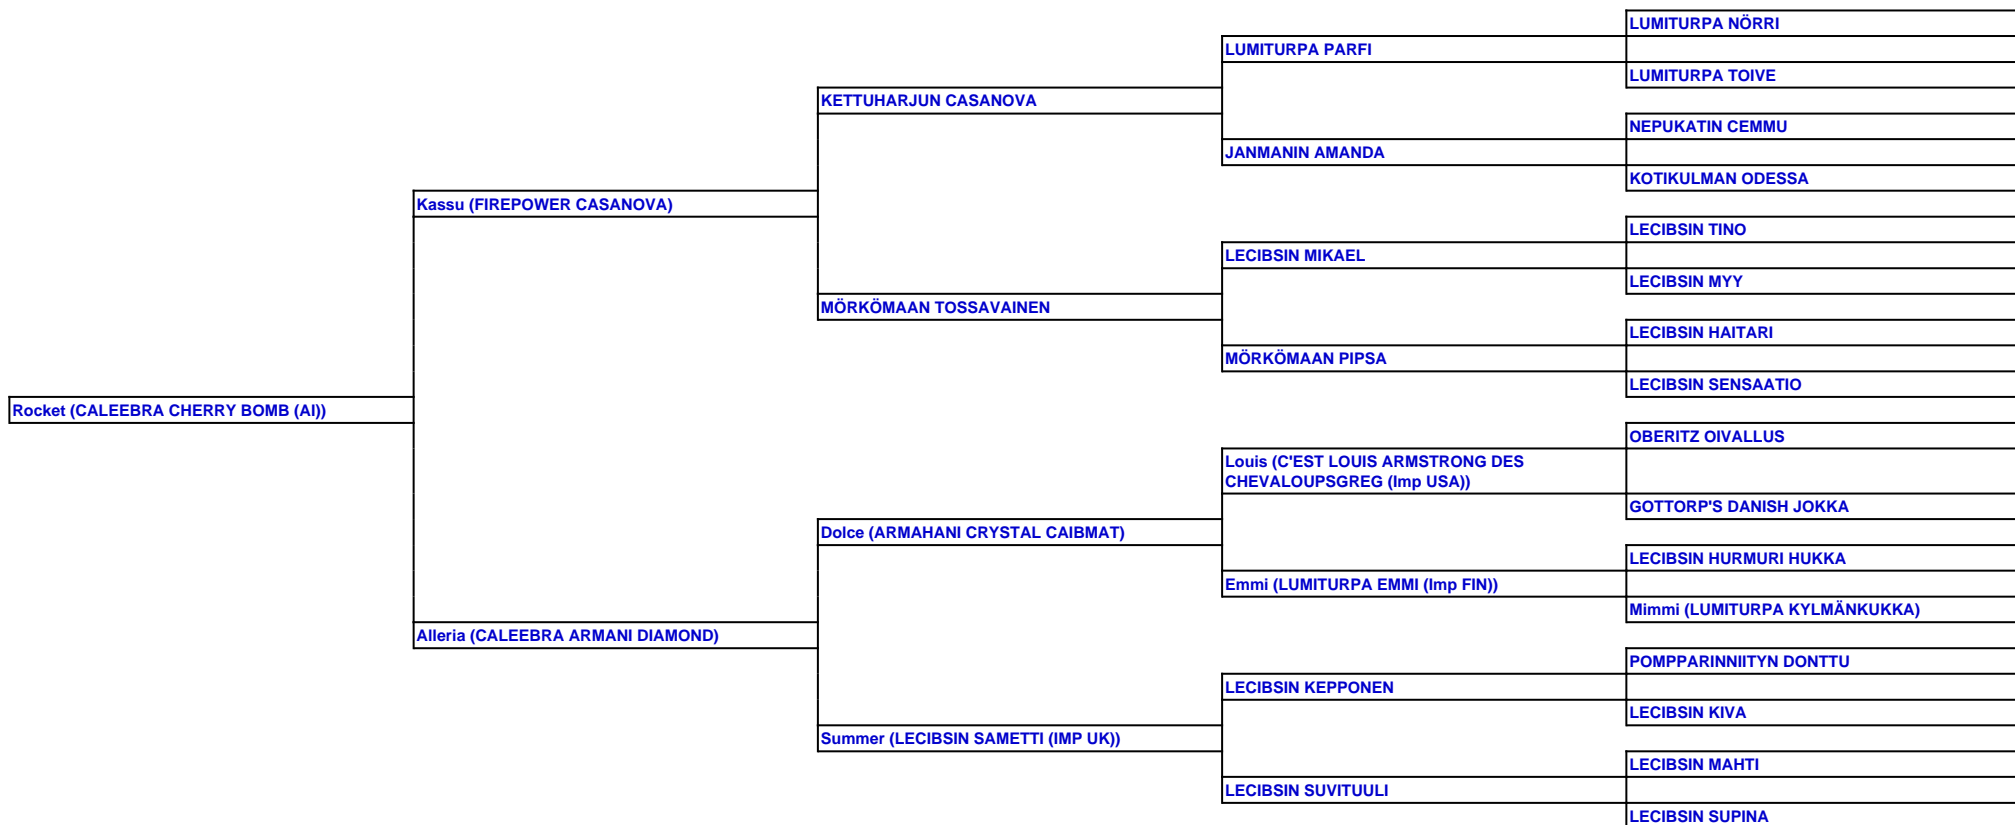 LUMITURPA NÖRRI
LUMITURPA PARFI
LUMITURPA TOIVE
KETTUHARJUN CASANOVA
NEPUKATIN CEMMU
JANMANIN AMANDA
KOTIKULMAN ODESSA
Kassu (FIREPOWER CASANOVA)
LECIBSIN TINO
LECIBSIN MIKAEL
LECIBSIN MYY
MÖRKÖMAAN TOSSAVAINEN
LECIBSIN HAITARI
MÖRKÖMAAN PIPSA
LECIBSIN SENSAATIO
Rocket (CALEEBRA CHERRY BOMB (AI))
OBERITZ OIVALLUS
Louis (C'EST LOUIS ARMSTRONG DES
CHEVALOUPSGREG (Imp USA))
GOTTORP'S DANISH JOKKA
Dolce (ARMAHANI CRYSTAL CAIBMAT)
LECIBSIN HURMURI HUKKA
Emmi (LUMITURPA EMMI (Imp FIN))
Mimmi (LUMITURPA KYLMÄNKUKKA)
Alleria (CALEEBRA ARMANI DIAMOND)
POMPPARINNIITYN DONTTU
LECIBSIN KEPPONEN
LECIBSIN KIVA
Summer (LECIBSIN SAMETTI (IMP UK))
LECIBSIN MAHTI
LECIBSIN SUVITUULI
LECIBSIN SUPINA